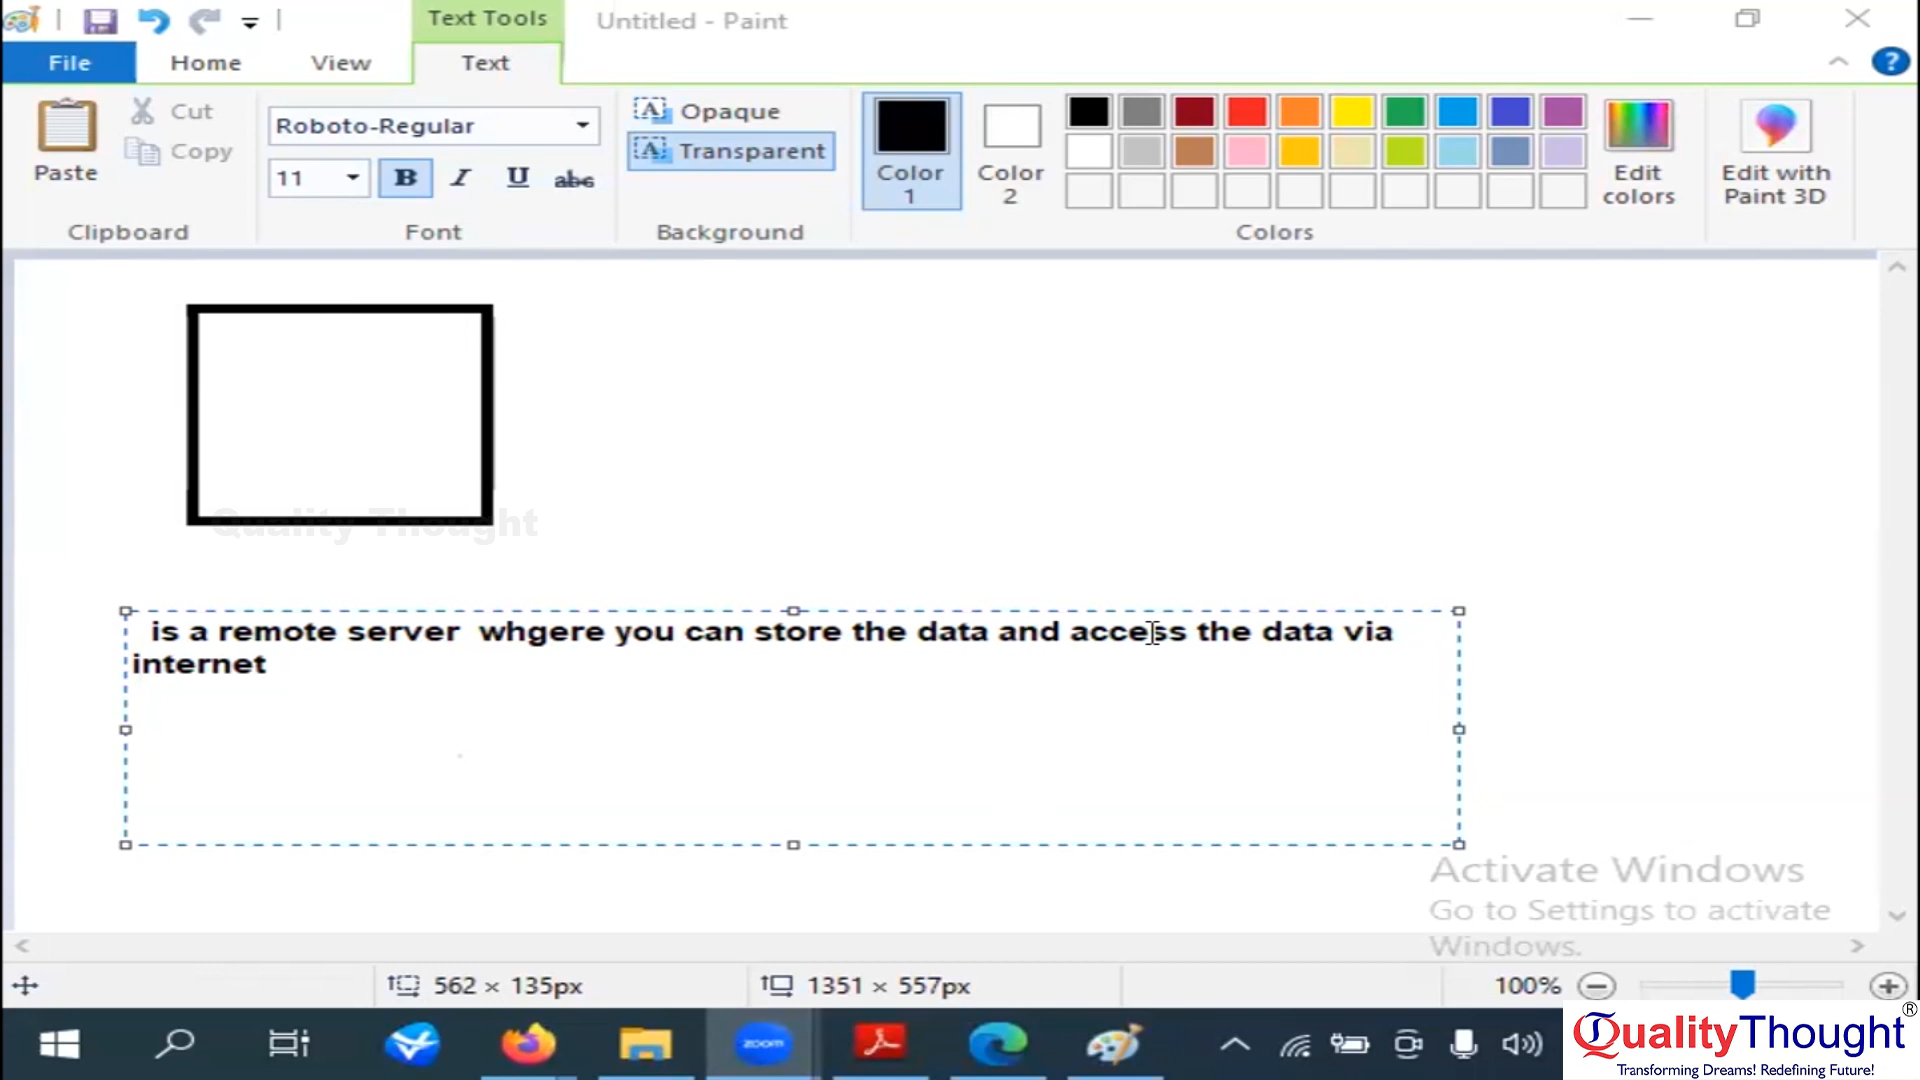 Text Tools
Untitled - Paint
File Home View Text
Paste
Cut
Copy
Clipboard
Roboto-Regular
11 B I U abc
Font
Opaque
Transparent
Background
Color 1
Color 2
Colors
Edit colors
Edit with Paint 3D
?
Quality Thought
is a remote server  whgere you can store the data and access the data via
internet
Activate Windows
Go to Settings to activate
Windows.
562 × 135px
1351 × 557px
100%
zoom
QualityThought®
Transforming Dreams! Redefining Future!